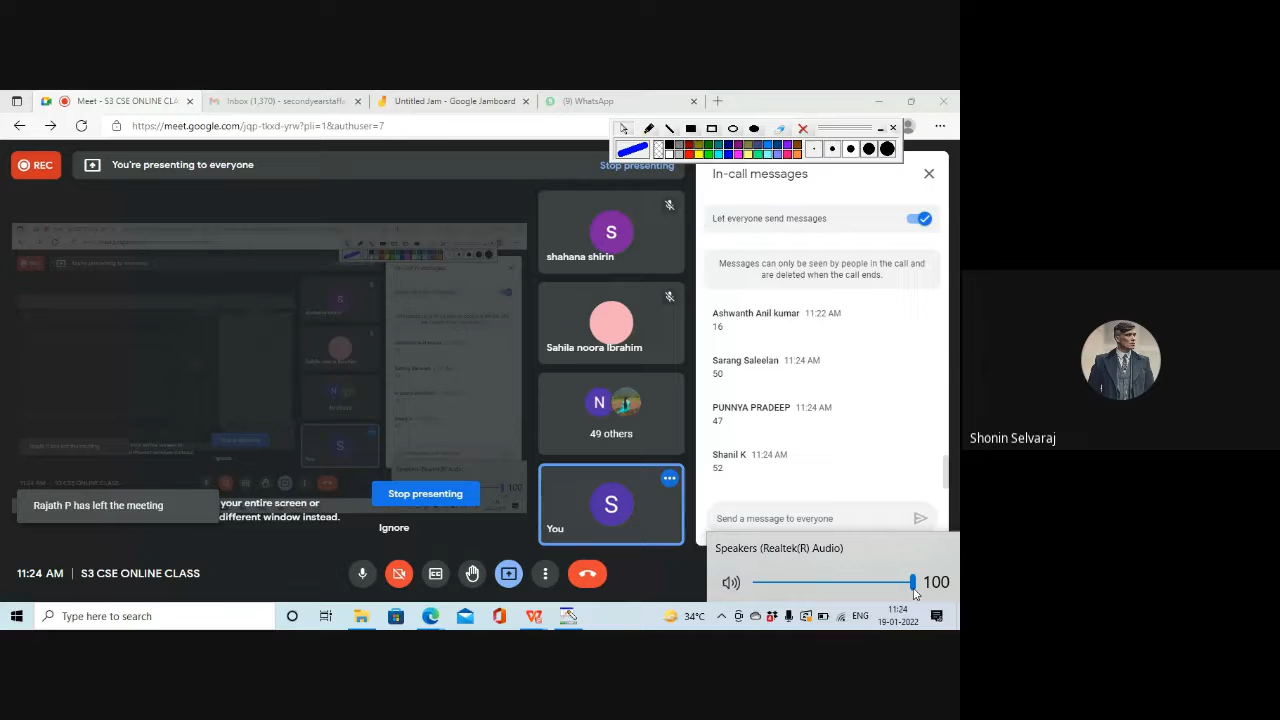 Meet - S3 CSE ONLINE CLA
Inbox (1,370) - secondyearstaffa
Untitled Jam - Google Jamboard
(9) WhatsApp
https://meet.google.com/jqp-tkxd-yrw?pli=1&authuser=7
REC
You're presenting to everyone
Stop presenting
In-call messages
Let everyone send messages
Messages can only be seen by people in the call and
are deleted when the call ends.
Ashwanth Anil kumar 11:22 AM
16
Sarang Saleelan 11:24 AM
50
PUNNYA PRADEEP 11:24 AM
47
Shanil K 11:24 AM
52
Send a message to everyone
S
shahana shirin
Sahila noora Ibrahim
N
49 others
S
You
Rajath P has left the meeting
your entire screen or
different window instead.
Stop presenting
Ignore
11:24 AM | S3 CSE ONLINE CLASS
Speakers (Realtek(R) Audio)
100
Type here to search
34°C
ENG
11:24
19-01-2022
Shonin Selvaraj